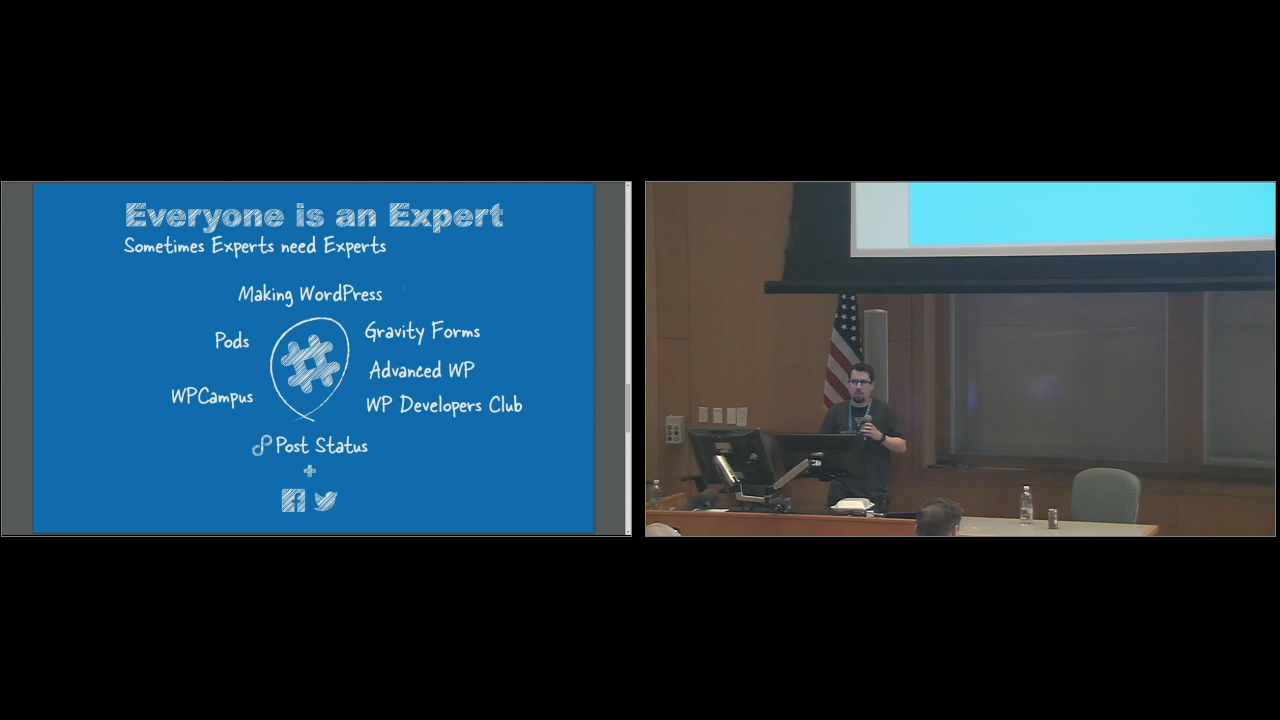 Everyone is an Expert
Sometimes Experts need Experts
Making WordPress
Pods
Gravity Forms
Advanced WP
WPCampus
WP Developers Club
Post Status
+